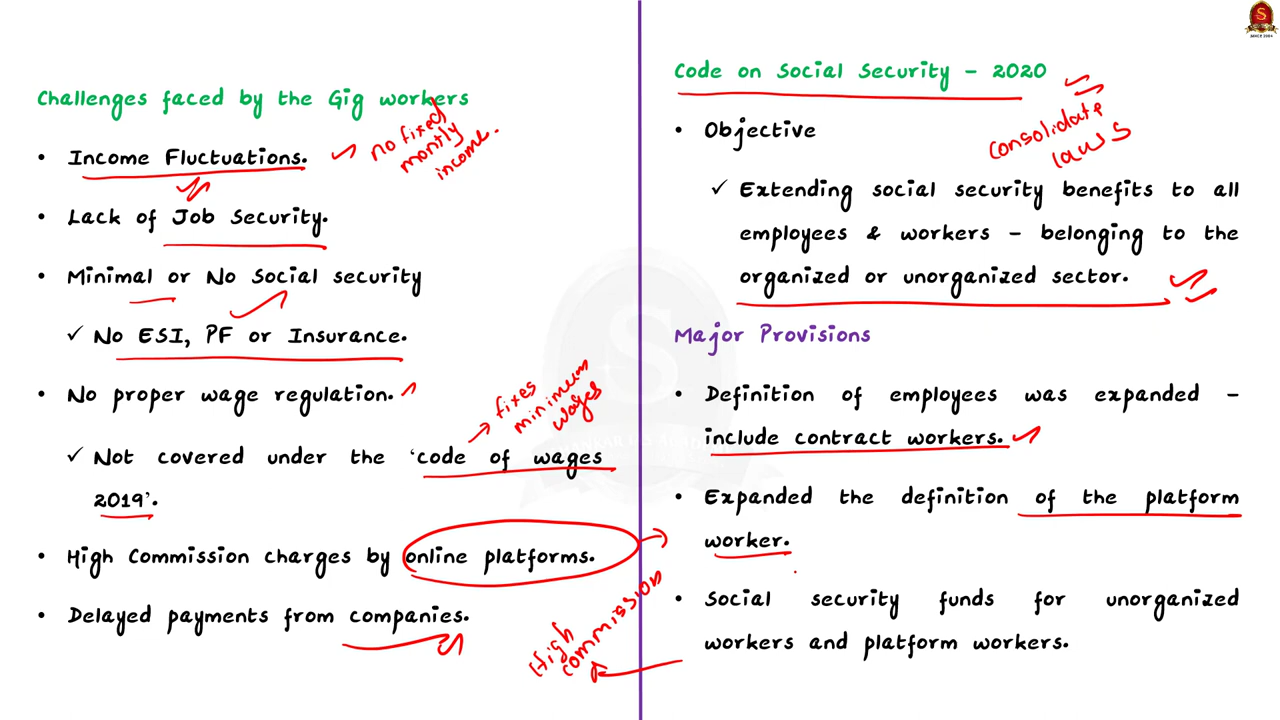 Challenges faced by the Gig workers
• Income Fluctuations.
no fixed
montly
income.
• Lack of Job Security.
• Minimal or No Social security
✓ No ESI, PF or Insurance.
• No proper wage regulation.
fixes
minimum
wages
✓ Not covered under the 'code of wages
2019'.
• High Commission charges by online platforms.
• Delayed payments from companies.
High
commission
Code on Social Security - 2020
consolidate
laws
• Objective
✓ Extending social security benefits to all
employees & workers - belonging to the
organized or unorganized sector.
Major Provisions
• Definition of employees was expanded -
include contract workers.
• Expanded the definition of the platform
worker.
• Social security funds for unorganized
workers and platform workers.
S
SINCE 2004